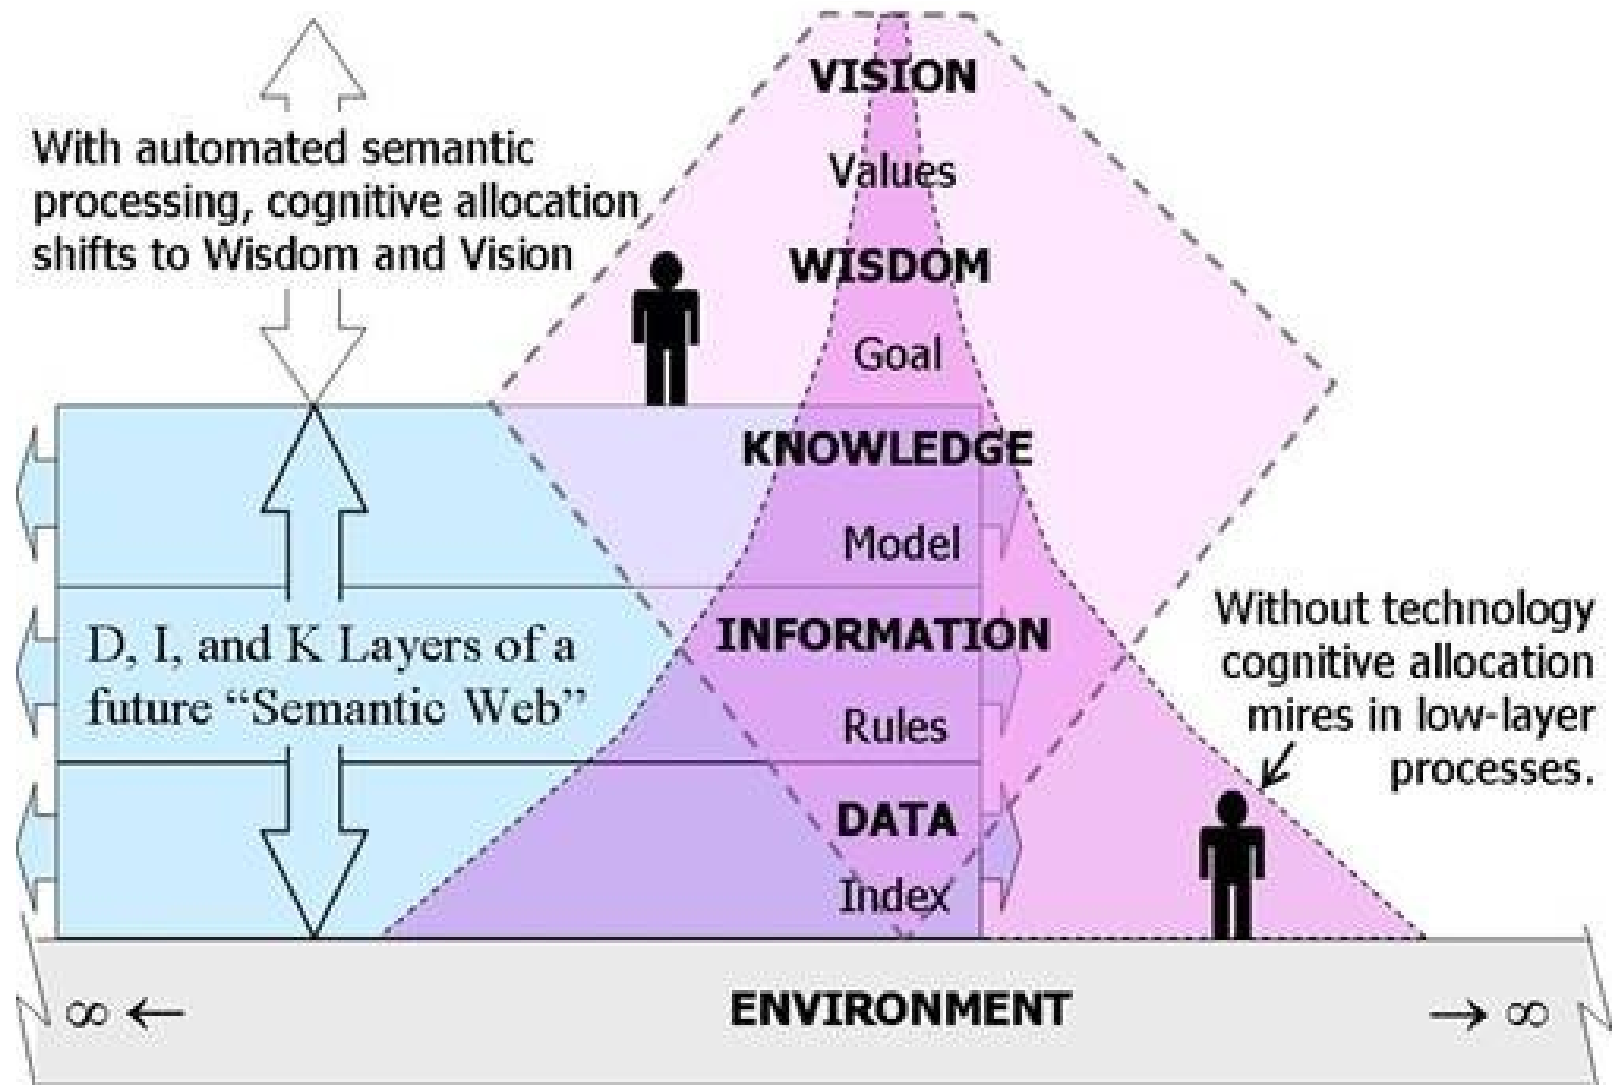 VISION
With automated semantic
processing, cognitive allocation
shifts to Wisdom and Vision
Values
WISDOM
Goal
KNOWLEDGE
Model
D, I, and K Layers of a
future “Semantic Web”
INFORMATION
Rules
Without technology
cognitive allocation
mires in low-layer
processes.
DATA
Index
∞ ← ENVIRONMENT → ∞